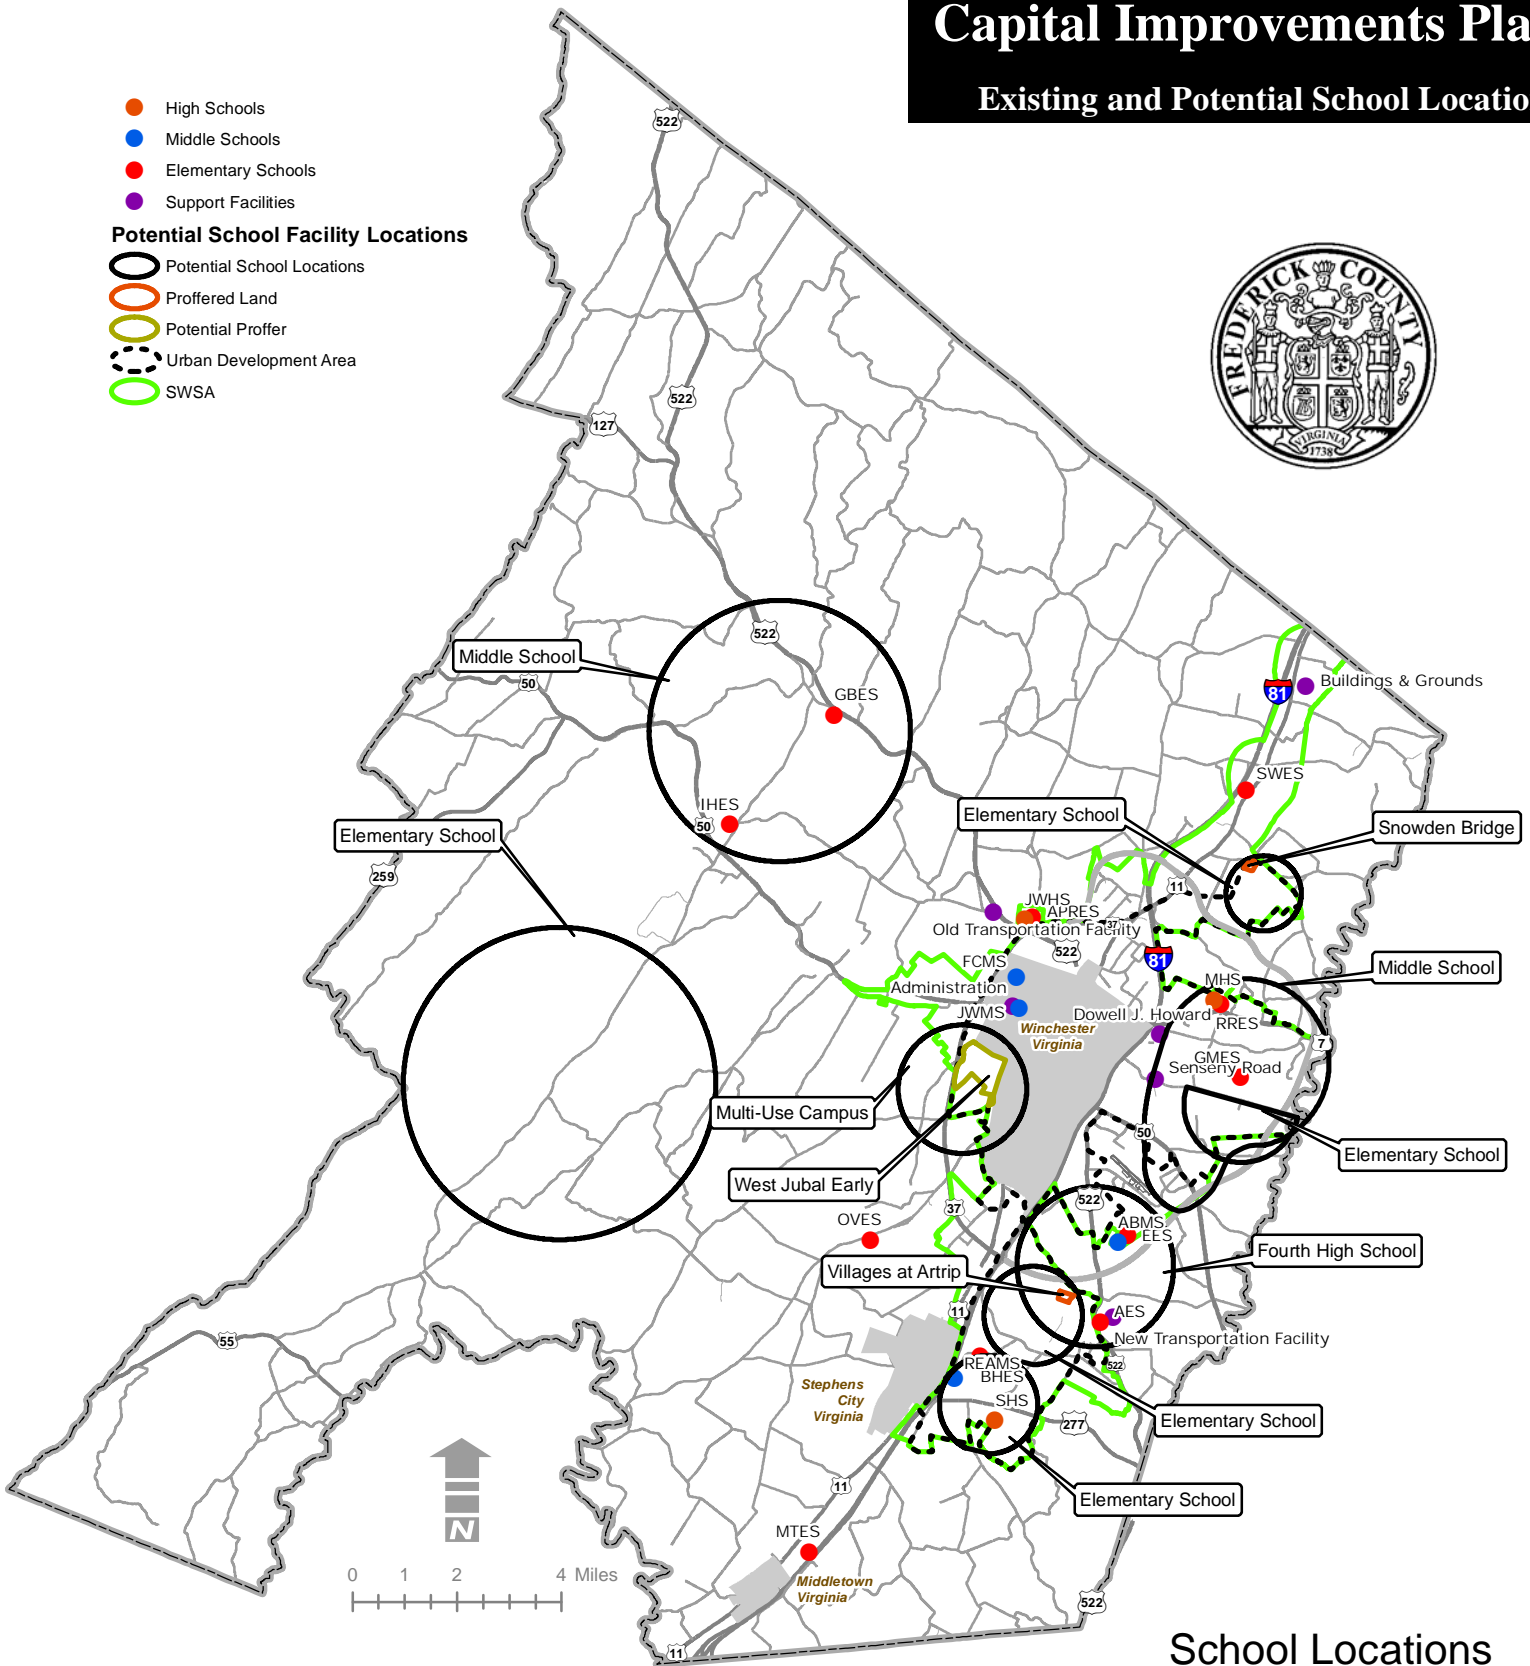 Capital Improvements Pla
Existing and Potential School Locatio
High Schools
Middle Schools
Elementary Schools
Support Facilities
Potential School Facility Locations
Potential School Locations
Proffered Land
Potential Proffer
Urban Development Area
SWSA
FREDERICK COUNTY
VIRGINIA
1738
522
522
127
522
Middle School
50
GBES
81
Buildings & Grounds
SWES
IHES
50
Elementary School
Elementary School
Snowden Bridge
259
11
JWHS
APRES
37
Old Transportation Facility
522
81
FCMS
Middle School
MHS
Administration
JWMS
Dowell J. Howard
RRES
Winchester
Virginia
7
GMES
Senseny Road
Multi-Use Campus
50
Elementary School
West Jubal Early
522
37
OVES
ABMS
EES
Fourth High School
Villages at Artrip
11
AES
New Transportation Facility
55
522
REAMS
BHES
Stephens
City
Virginia
SHS
277
Elementary School
11
Elementary School
N
MTES
0 1 2 4 Miles
Middletown
Virginia
522
11
School Locations